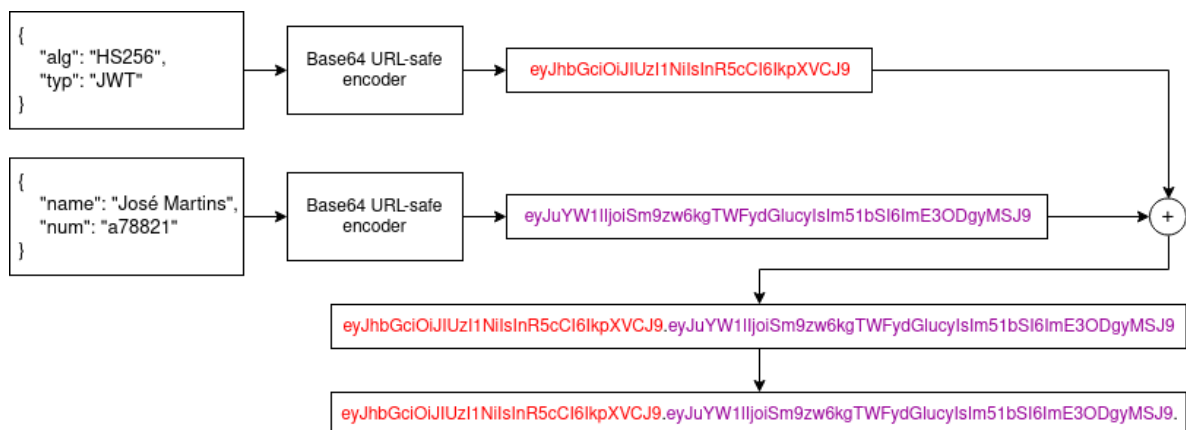 {
"alg": "HS256",
"typ": "JWT"
}
Base64 URL-safe
encoder
eyJhbGciOiJIUzI1NiIsInR5cCI6IkpXVCJ9
{
"name": "José Martins",
"num": "a78821"
}
Base64 URL-safe
encoder
eyJuYW1lIjoiSm9zw6kgTWFydGlucyIsIm51bSI6ImE3ODgyMSJ9
+
eyJhbGciOiJIUzI1NiIsInR5cCI6IkpXVCJ9.eyJuYW1lIjoiSm9zw6kgTWFydGlucyIsIm51bSI6ImE3ODgyMSJ9
eyJhbGciOiJIUzI1NiIsInR5cCI6IkpXVCJ9.eyJuYW1lIjoiSm9zw6kgTWFydGlucyIsIm51bSI6ImE3ODgyMSJ9.